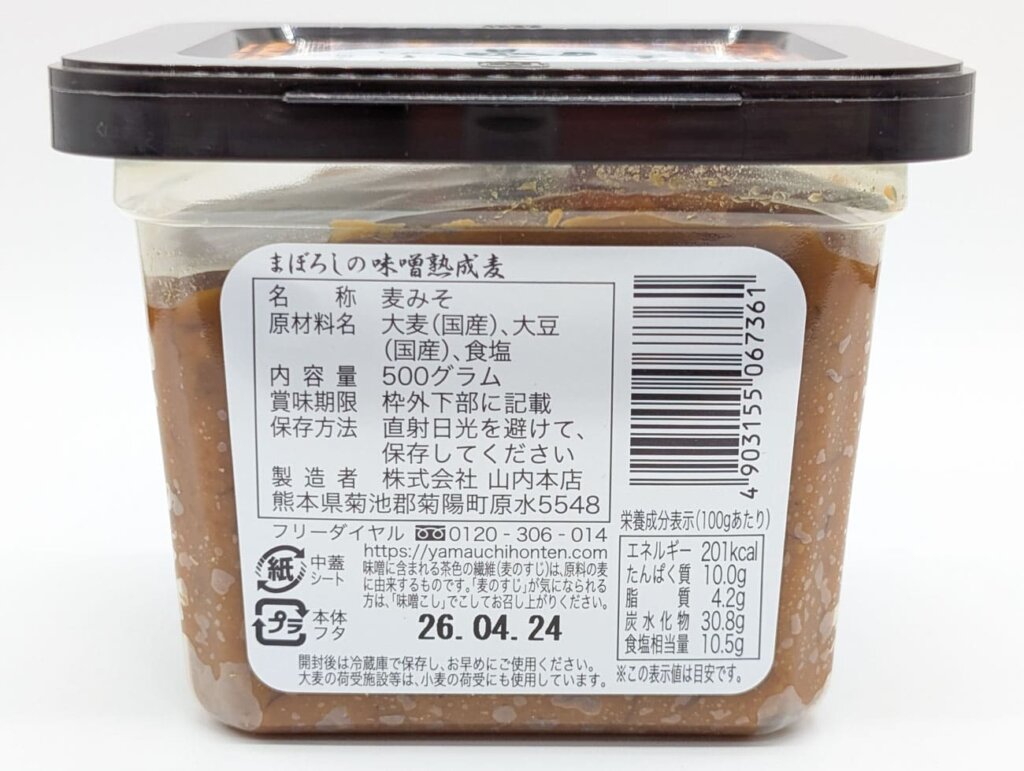 まぼろしの味噌熟成麦
名称 麦みそ
原材料名 大麦(国産)、大豆
(国産)、食塩
内容量 500グラム
賞味期限 枠外下部に記載
保存方法 直射日光を避けて、
保存してください
製造者 株式会社 山内本店
熊本県菊池郡菊陽町原水5548
フリーダイヤル 0120-306-014
https://yamauchihonten.com
味噌に含まれる茶色の繊維(麦のすじ)は、原料の麦
に由来するものです。「麦のすじ」が気になられる
方は、「味噌こし」でこしてお召し上がりください。
紙 中蓋
シート
プラ 本体
フタ
26.04.24
開封後は冷蔵庫で保存し、お早めにご使用ください。
大麦の荷受施設等は、小麦の荷受にも使用しています。
4903155067361
栄養成分表示(100gあたり)
エネルギー 201kcal
たんぱく質 10.0g
脂質 4.2g
炭水化物 30.8g
食塩相当量 10.5g
※この表示値は目安です。